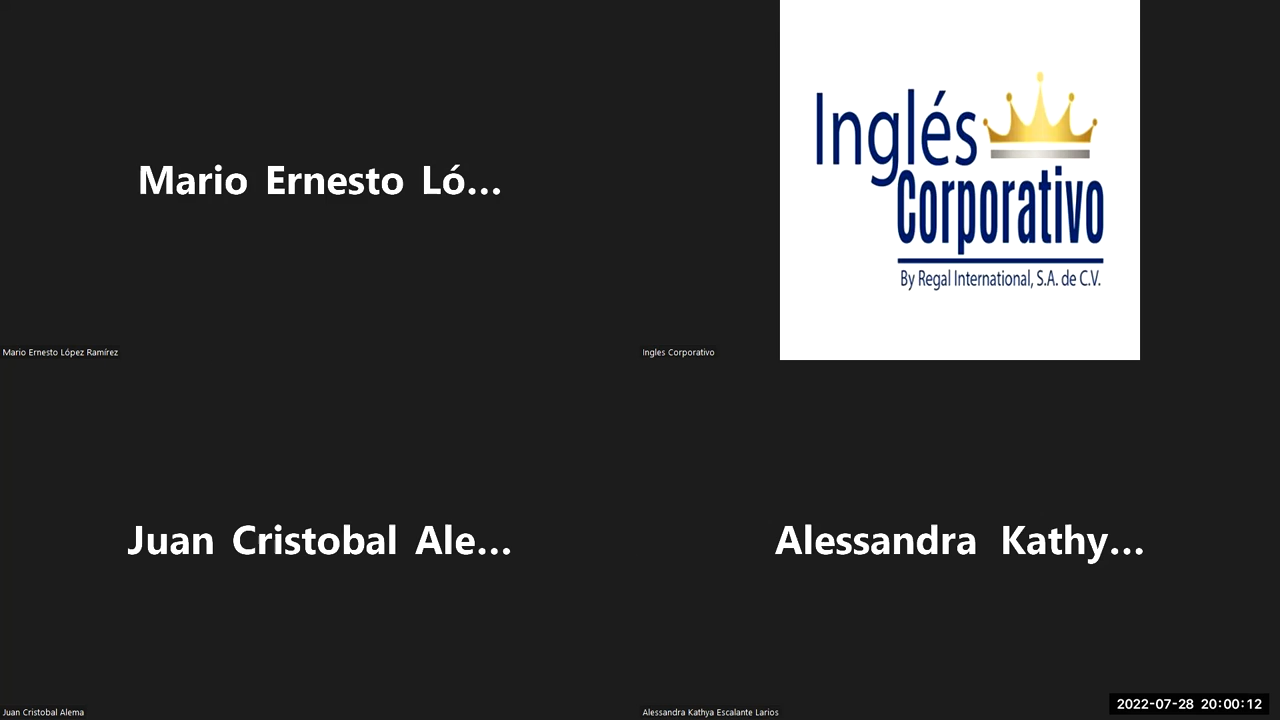 Mario Ernesto Ló...
Mario Ernesto López Ramírez
Inglés
Corporativo
By Regal International, S.A. de C.V.
Ingles Corporativo
Juan Cristobal Ale...
Juan Cristobal Alema
Alessandra Kathy...
Alessandra Kathya Escalante Larios
2022-07-28 20:00:12